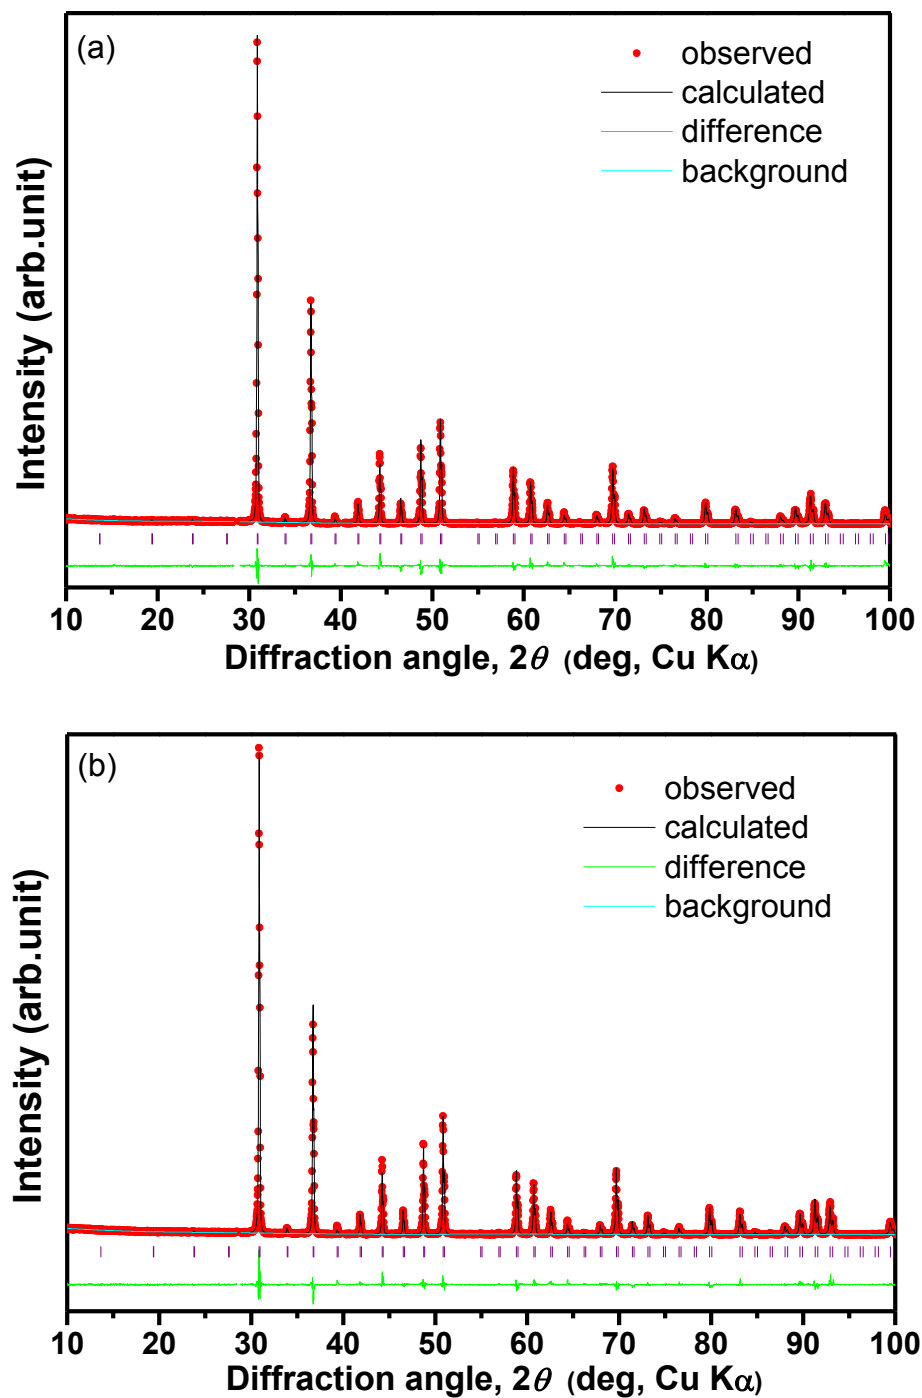 (a)
observed
calculated
difference
background
Intensity (arb.unit)
10 20 30 40 50 60 70 80 90 100
Diffraction angle, 2θ (deg, Cu Kα)
(b)
observed
calculated
difference
background
Intensity (arb.unit)
10 20 30 40 50 60 70 80 90 100
Diffraction angle, 2θ (deg, Cu Kα)